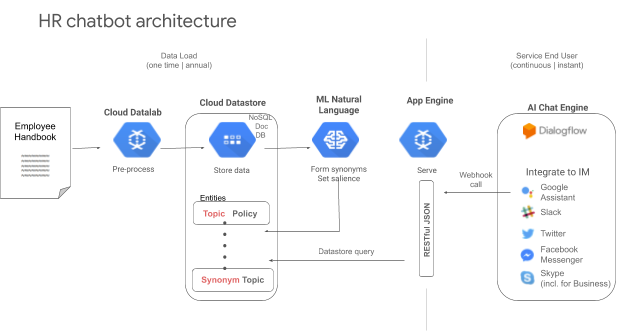 HR chatbot architecture
Data Load
(one time | annual)
Service End User
(continuous | instant)
Employee
Handbook
Cloud Datalab
Pre-process
Cloud Datastore
NoSQL
Doc
DB
Store data
ML Natural
Language
Form synonyms
Set salience
App Engine
Serve
AI Chat Engine
Dialogflow
Entities
Topic Policy
Synonym Topic
Datastore query
RESTful JSON
Webhook
call
Integrate to IM
Google
Assistant
Slack
Twitter
Facebook
Messenger
Skype
(incl. for Business)